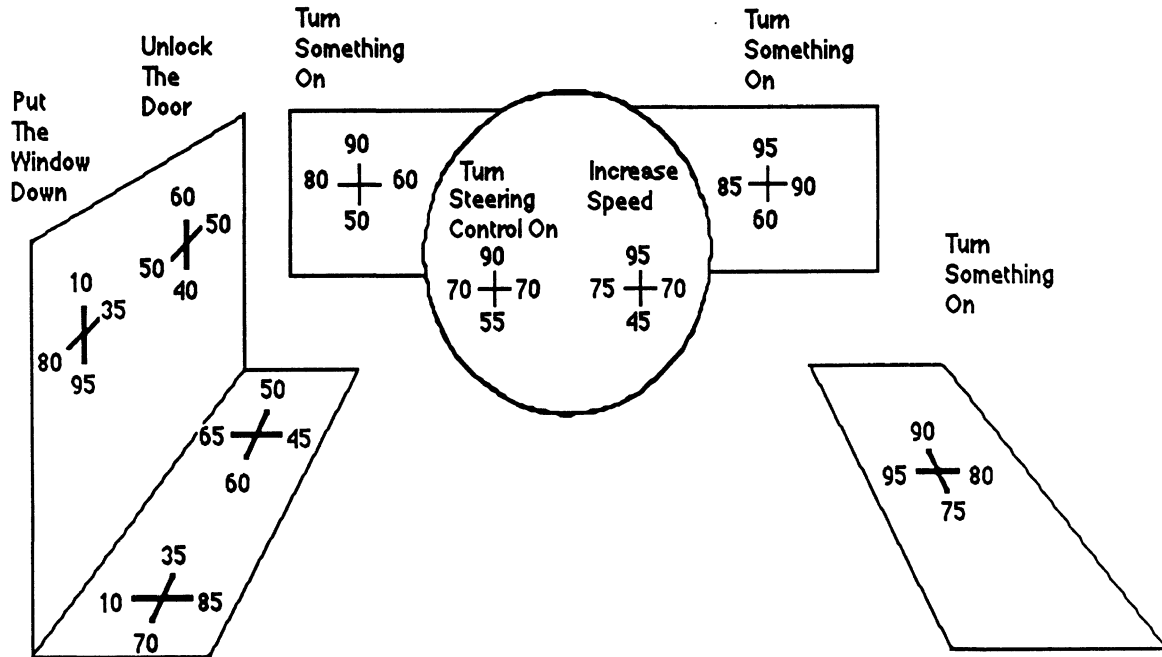 Turn
Something
On
Turn
Something
On
Unlock
The
Door
Put
The
Window
Down
90
80 60
50
Turn
Steering
Control On
90
70 70
55
Increase
Speed
95
75 70
45
95
85 90
60
60
50
50
40
10
35
80
95
Turn
Something
On
50
65 45
60
35
10 85
70
90
95 80
75